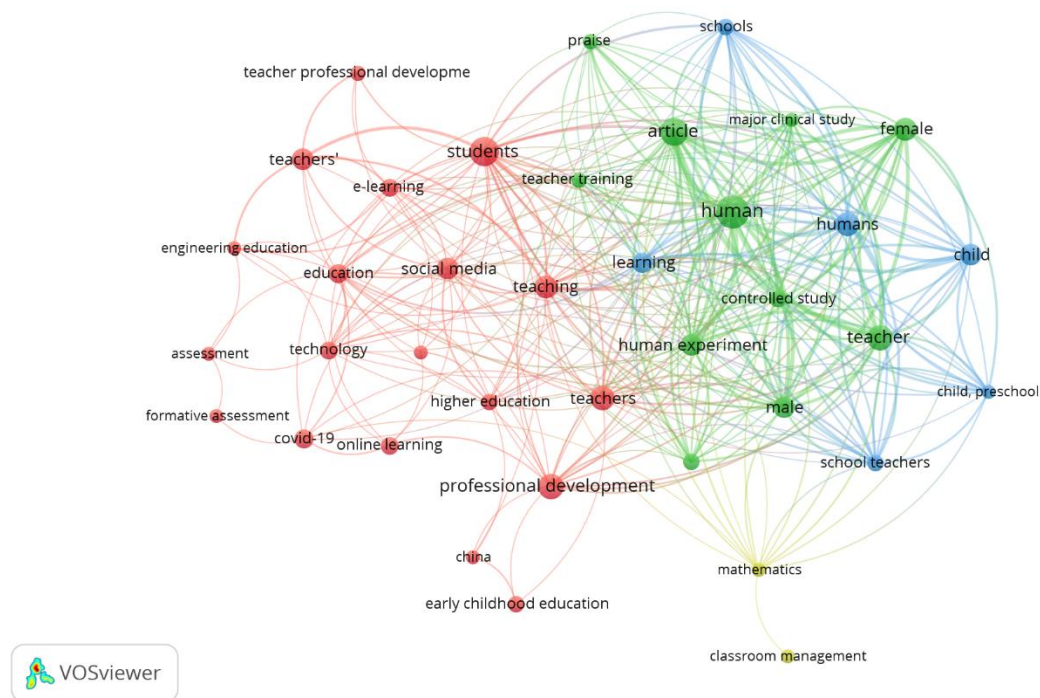 schools
praise
teacher professional developme
major clinical study
female
article
students
teachers'
teacher training
e-learning
human
humans
engineering education
child
learning
social media
education
teaching
controlled study
teacher
human experiment
technology
assessment
child, preschool
higher education
teachers
male
formative assessment
covid-19
online learning
school teachers
professional development
china
mathematics
early childhood education
classroom management
VOSviewer